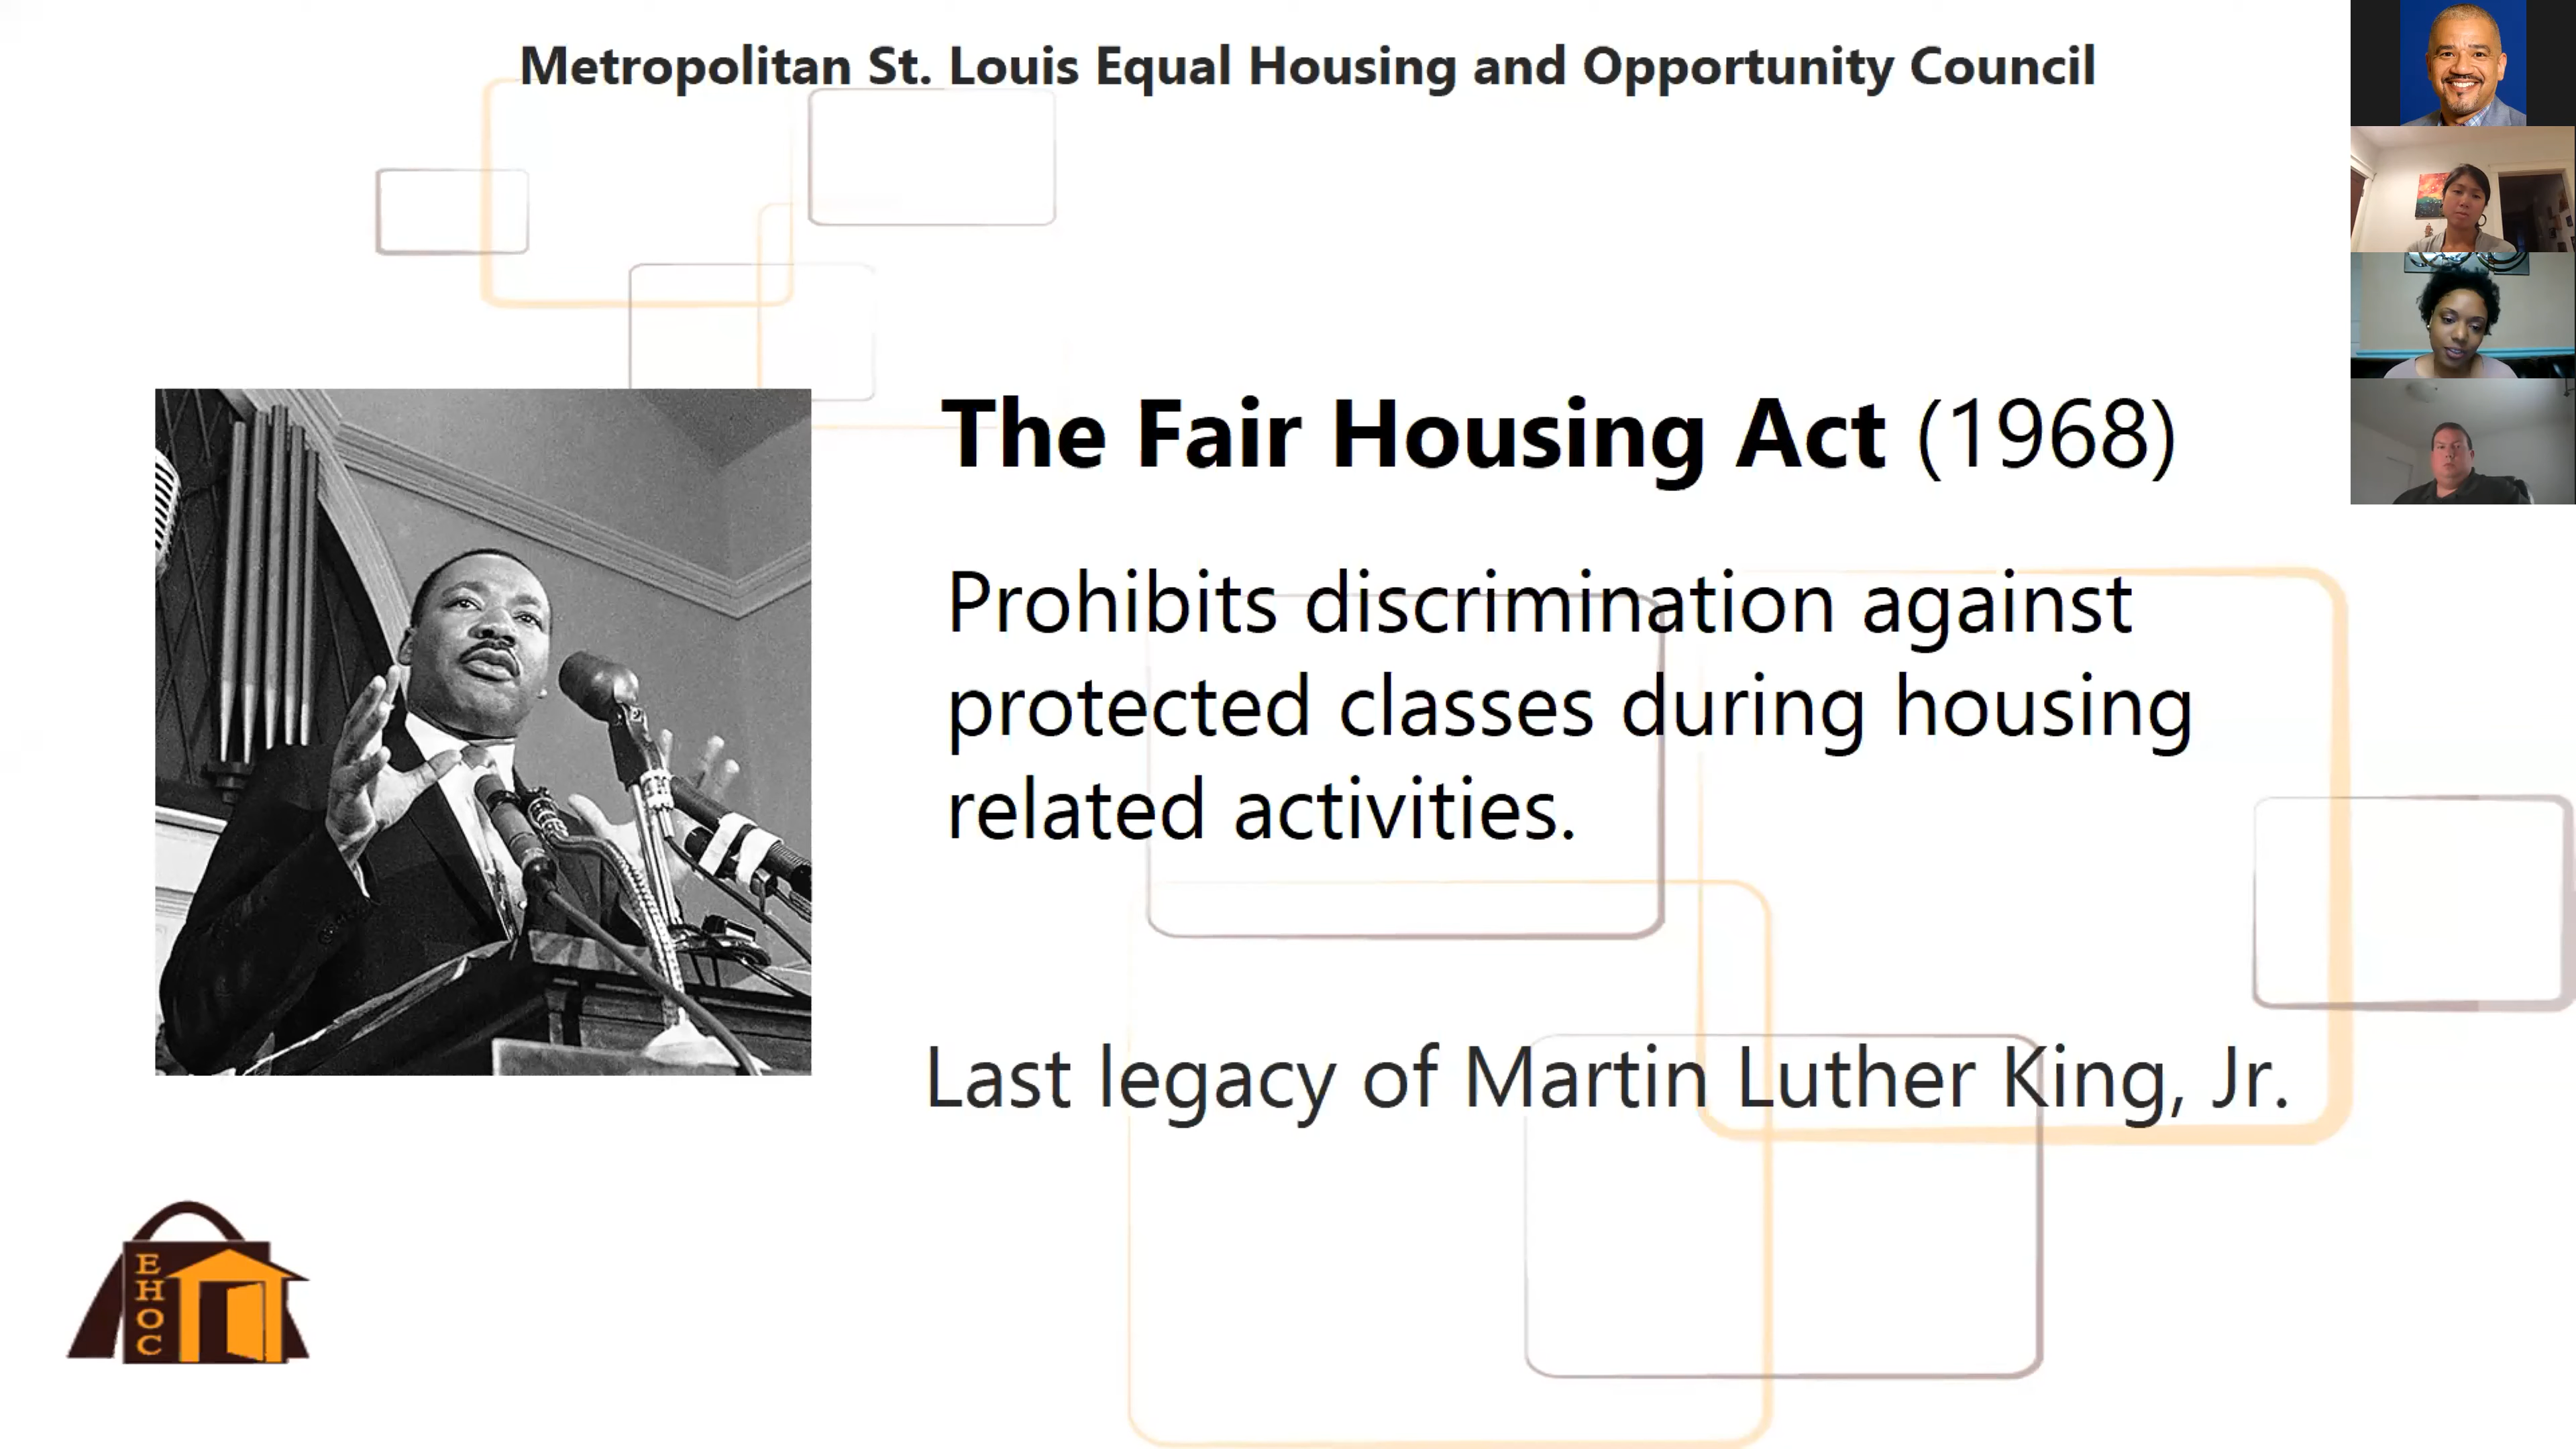 Metropolitan St. Louis Equal Housing and Opportunity Council
The Fair Housing Act (1968)
Prohibits discrimination against
protected classes during housing
related activities.
Last legacy of Martin Luther King, Jr.
EHOC